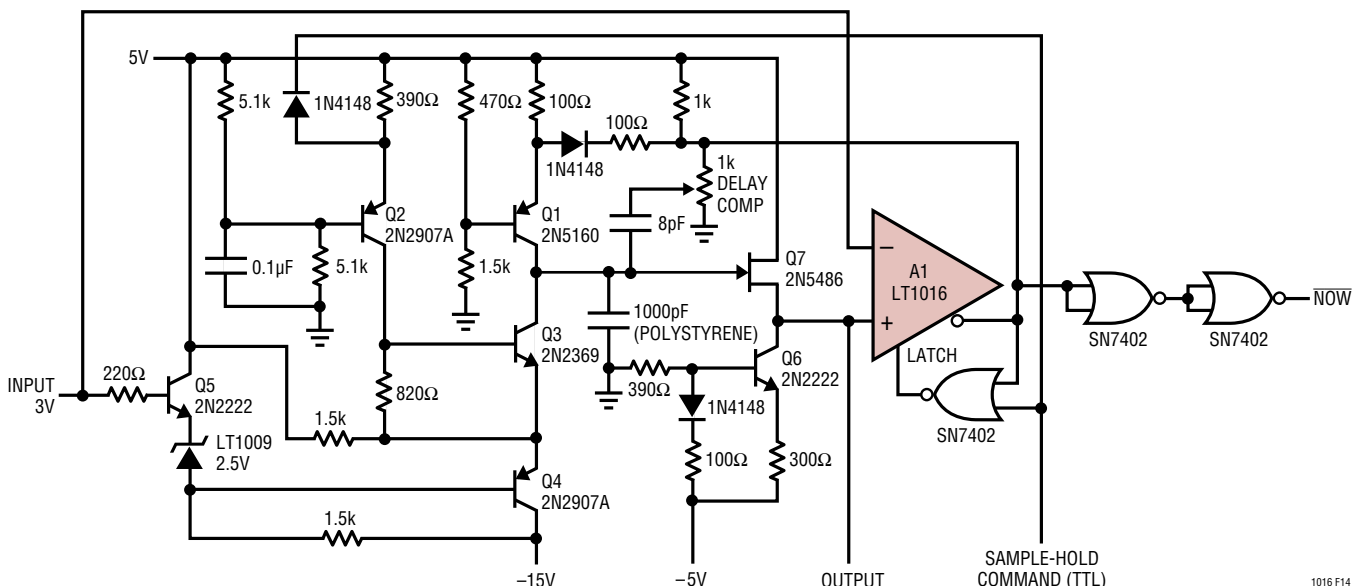 5V
5.1k
1N4148
390Ω
470Ω
100Ω
1k
100Ω
1N4148
1k
DELAY
COMP
Q2
2N2907A
Q1
2N5160
8pF
Q7
2N5486
A1
LT1016
−
+
LATCH
0.1µF
5.1k
1.5k
1000pF
(POLYSTYRENE)
NOW
SN7402
SN7402
SN7402
Q3
2N2369
Q6
2N2222
390Ω
1N4148
INPUT
3V
220Ω
Q5
2N2222
820Ω
1.5k
LT1009
2.5V
100Ω
300Ω
Q4
2N2907A
1.5k
–15V
–5V
OUTPUT
SAMPLE-HOLD
COMMAND (TTL)
1016 F14